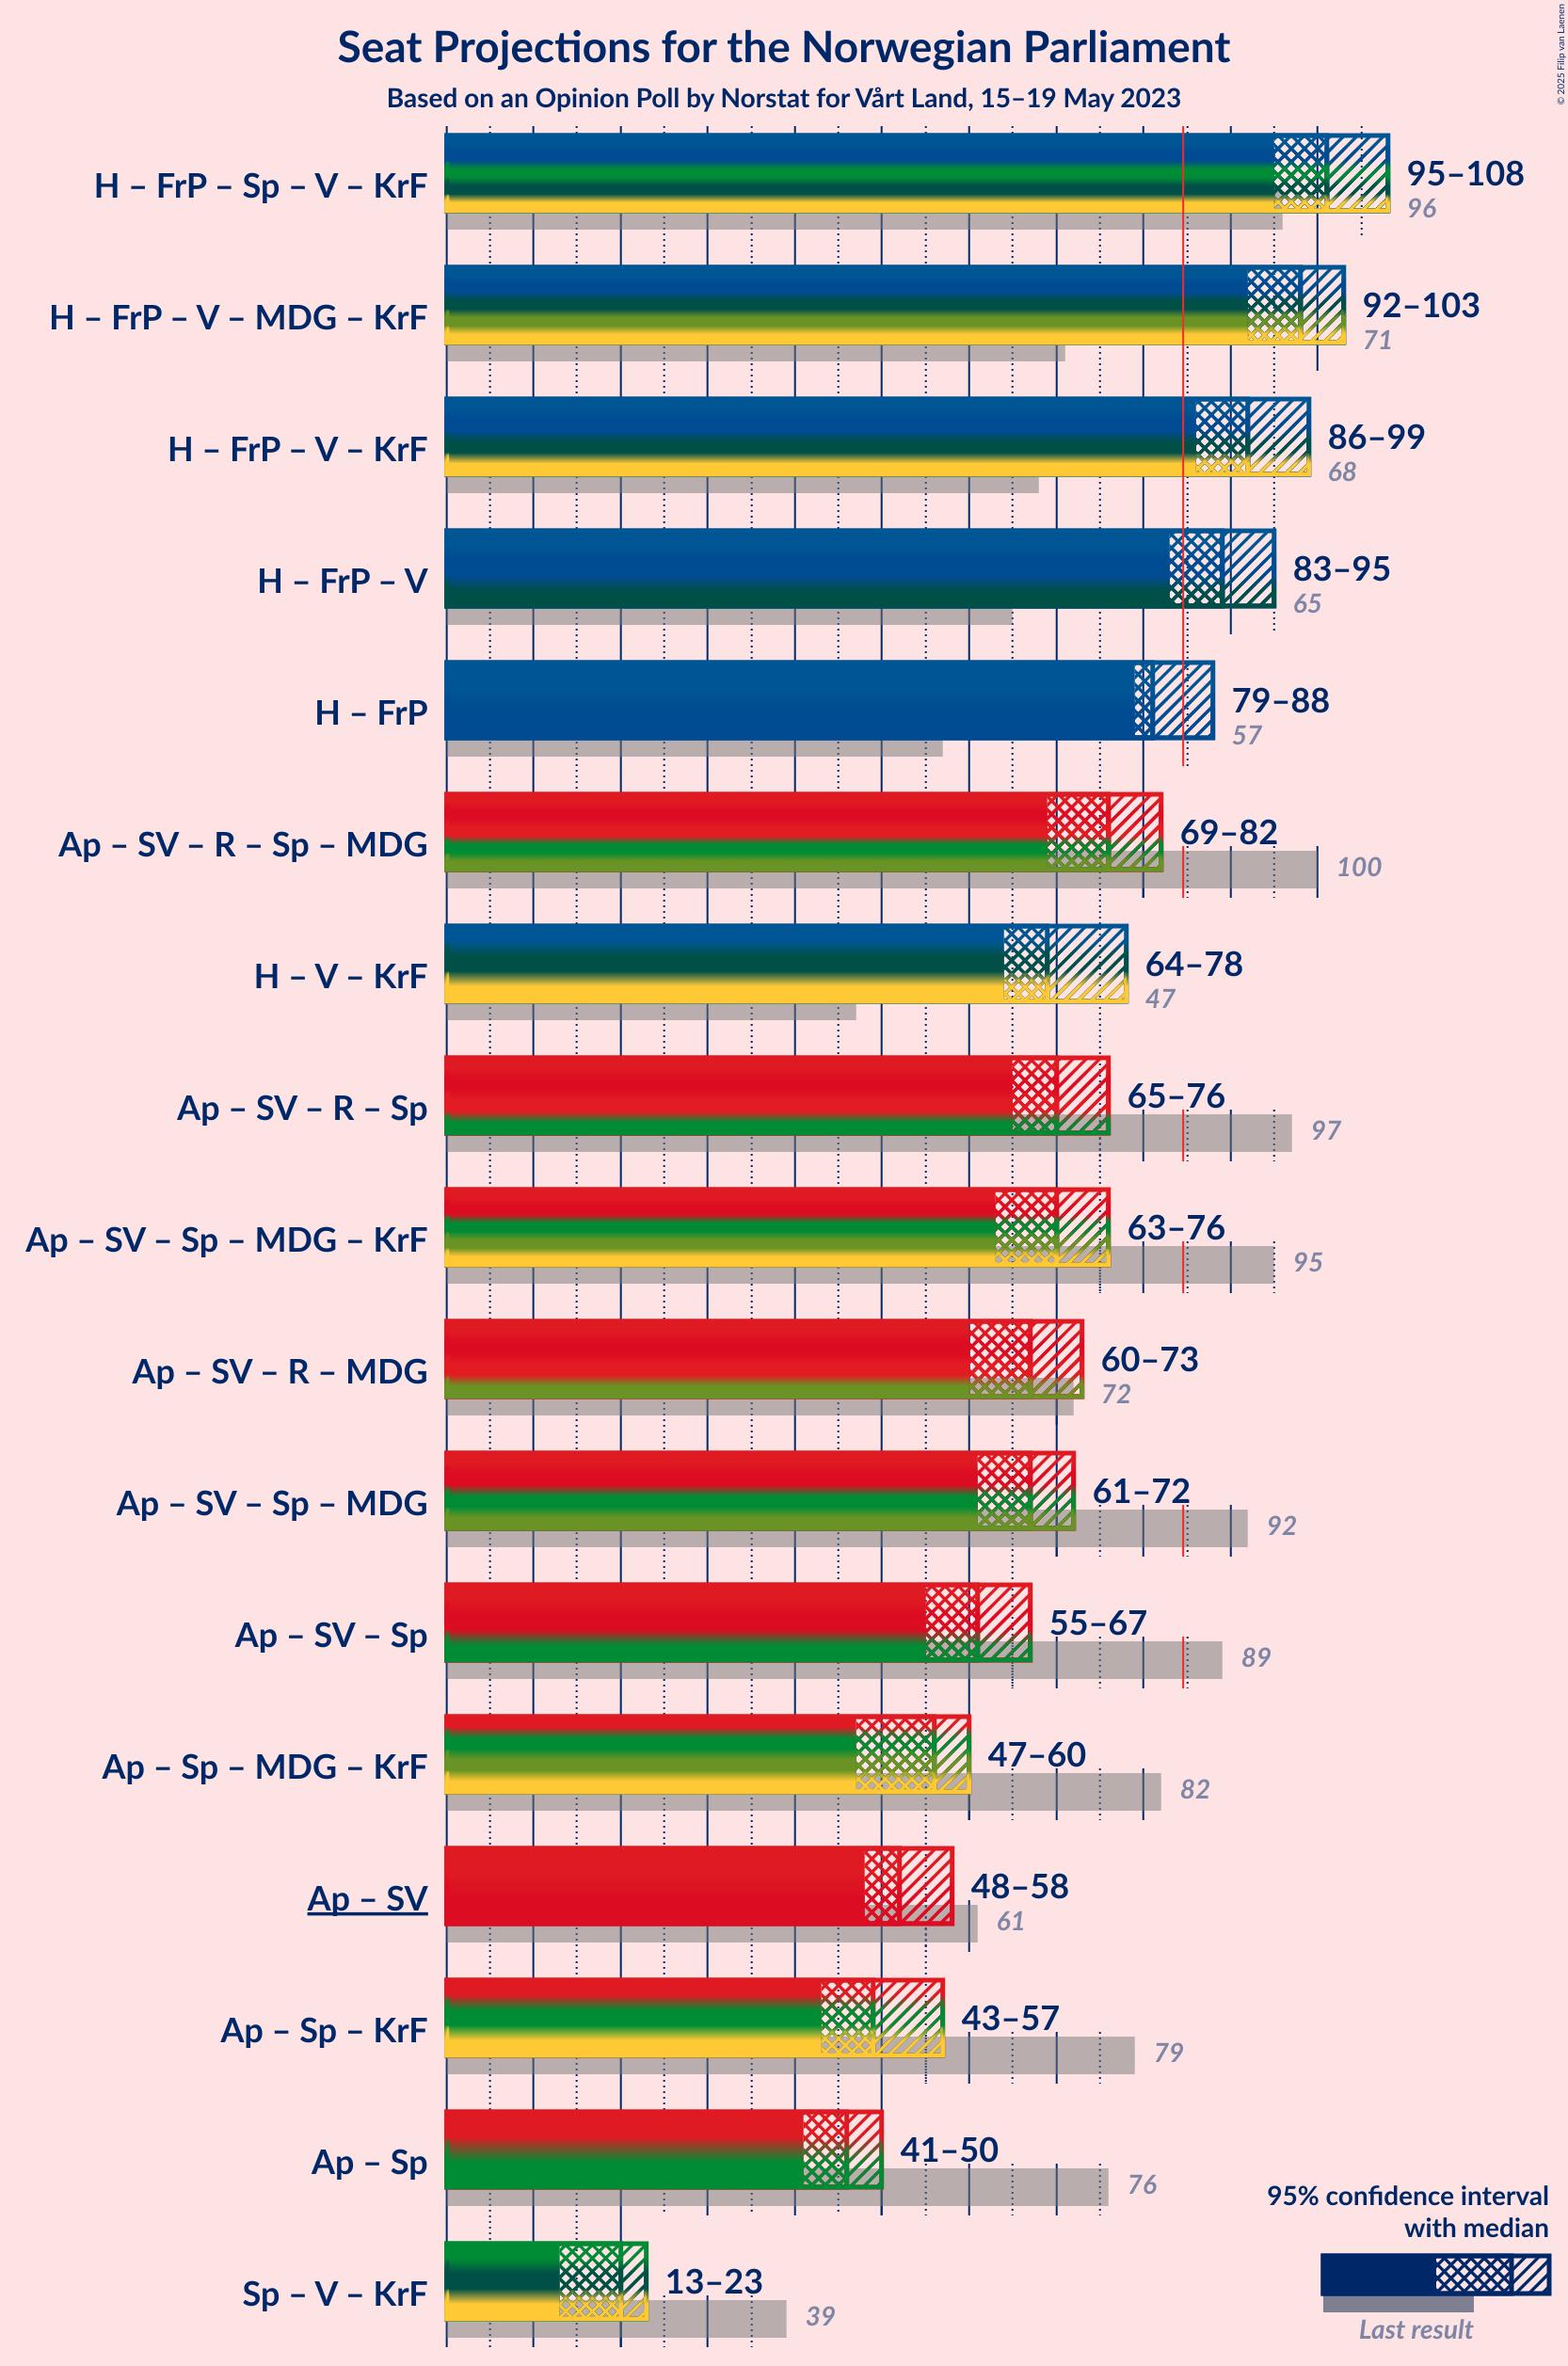 Seat Projections for the Norwegian Parliament
Based on an Opinion Poll by Norstat for Vårt Land, 15–19 May 2023
© 2025 Filip van Laenen
H – FrP – Sp – V – KrF
95–108
96
H – FrP – V – MDG – KrF
92–103
71
H – FrP – V – KrF
86–99
68
H – FrP – V
83–95
65
H – FrP
79–88
57
Ap – SV – R – Sp – MDG
69–82
100
H – V – KrF
64–78
47
Ap – SV – R – Sp
65–76
97
Ap – SV – Sp – MDG – KrF
63–76
95
Ap – SV – R – MDG
60–73
72
Ap – SV – Sp – MDG
61–72
92
Ap – SV – Sp
55–67
89
Ap – Sp – MDG – KrF
47–60
82
Ap – SV
48–58
61
Ap – Sp – KrF
43–57
79
Ap – Sp
41–50
76
Sp – V – KrF
13–23
39
95% confidence interval
with median
Last result